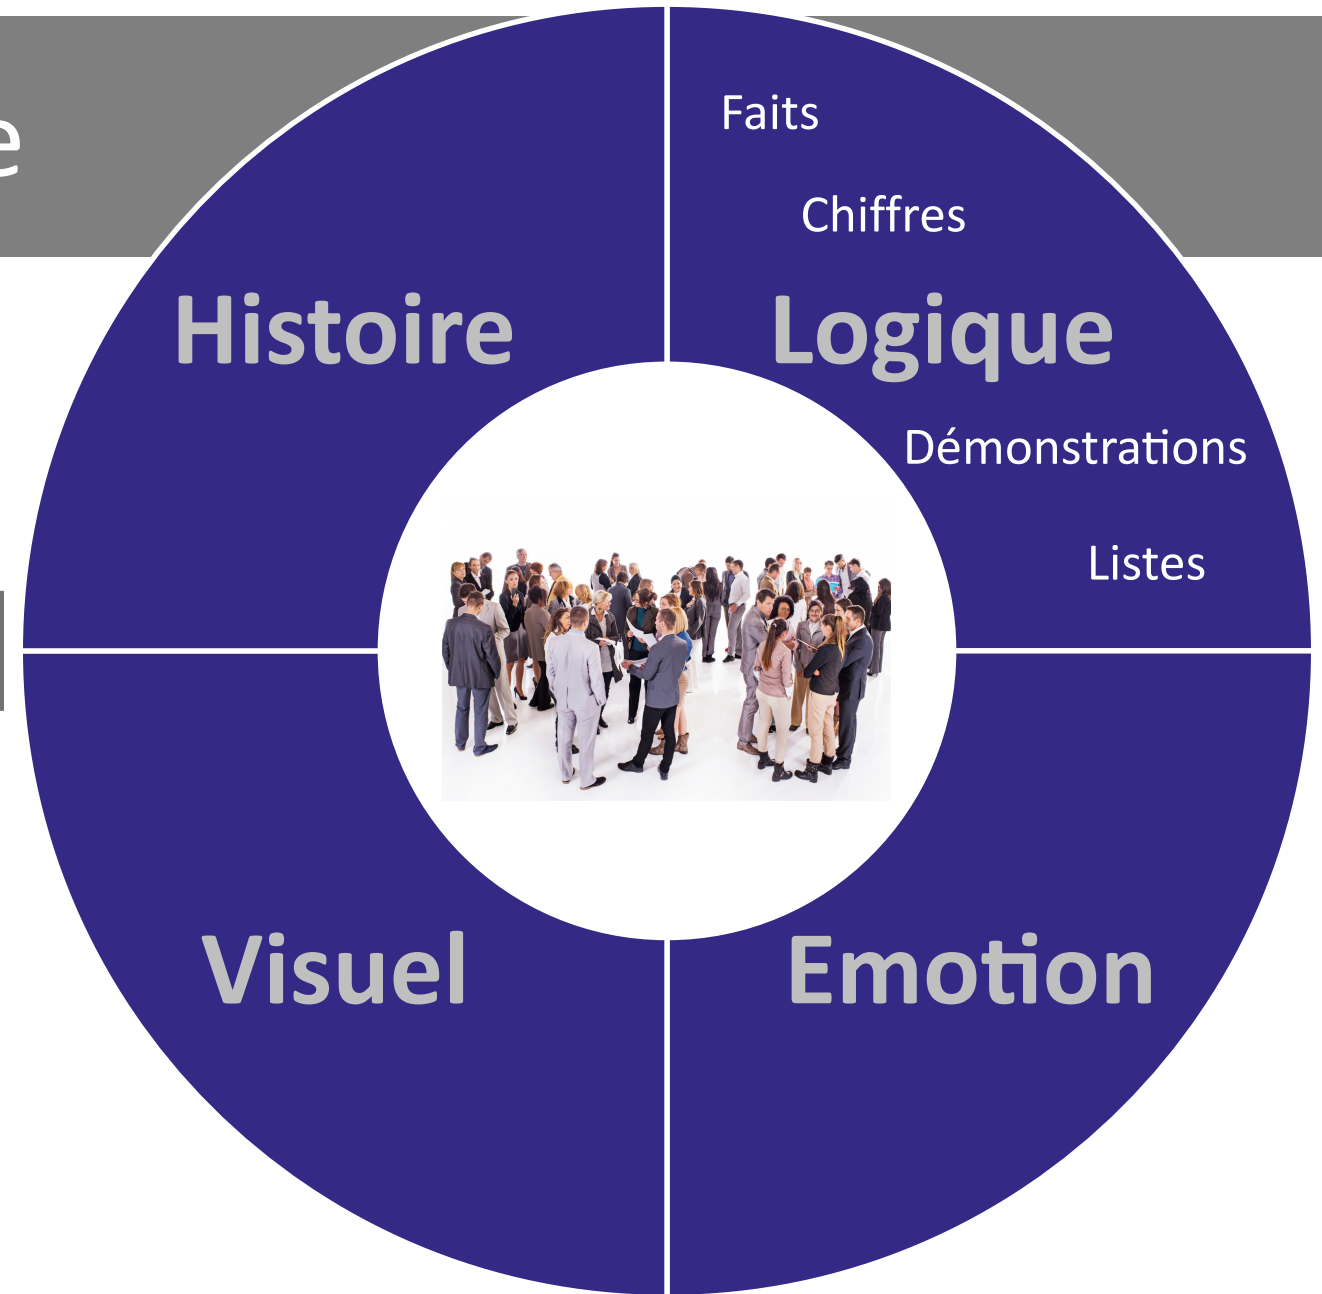 e
Faits
Chiffres
Histoire
Logique
Démonstrations
Listes
Visuel
Emotion